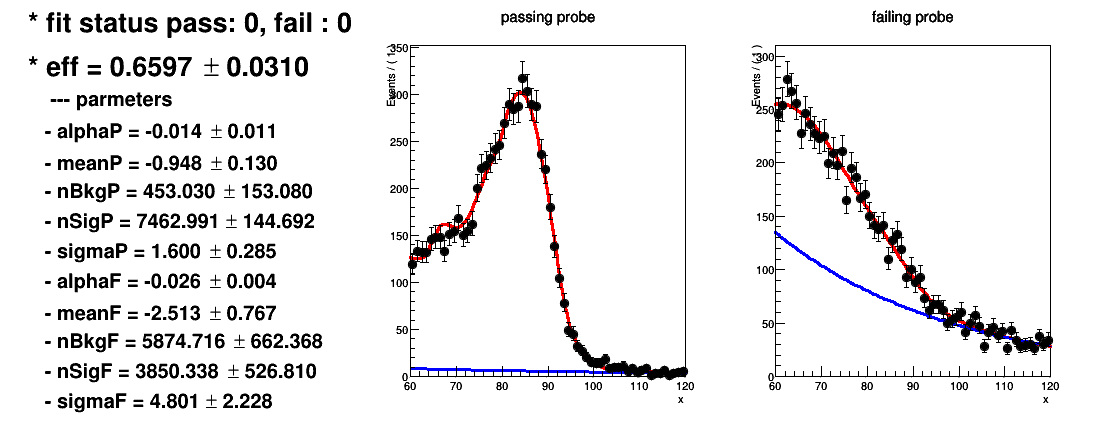 * fit status pass: 0, fail : 0
* eff = 0.6597 ± 0.0310
--- parmeters
- alphaP = -0.014 ± 0.011
- meanP = -0.948 ± 0.130
- nBkgP = 453.030 ± 153.080
- nSigP = 7462.991 ± 144.692
- sigmaP = 1.600 ± 0.285
- alphaF = -0.026 ± 0.004
- meanF = -2.513 ± 0.767
- nBkgF = 5874.716 ± 662.368
- nSigF = 3850.338 ± 526.810
- sigmaF = 4.801 ± 2.228
passing probe
Events / ( 1 )
350
300
250
200
150
100
50
0
60 70 80 90 100 110 120
x
failing probe
Events / ( 1 )
300
250
200
150
100
50
0
60 70 80 90 100 110 120
x